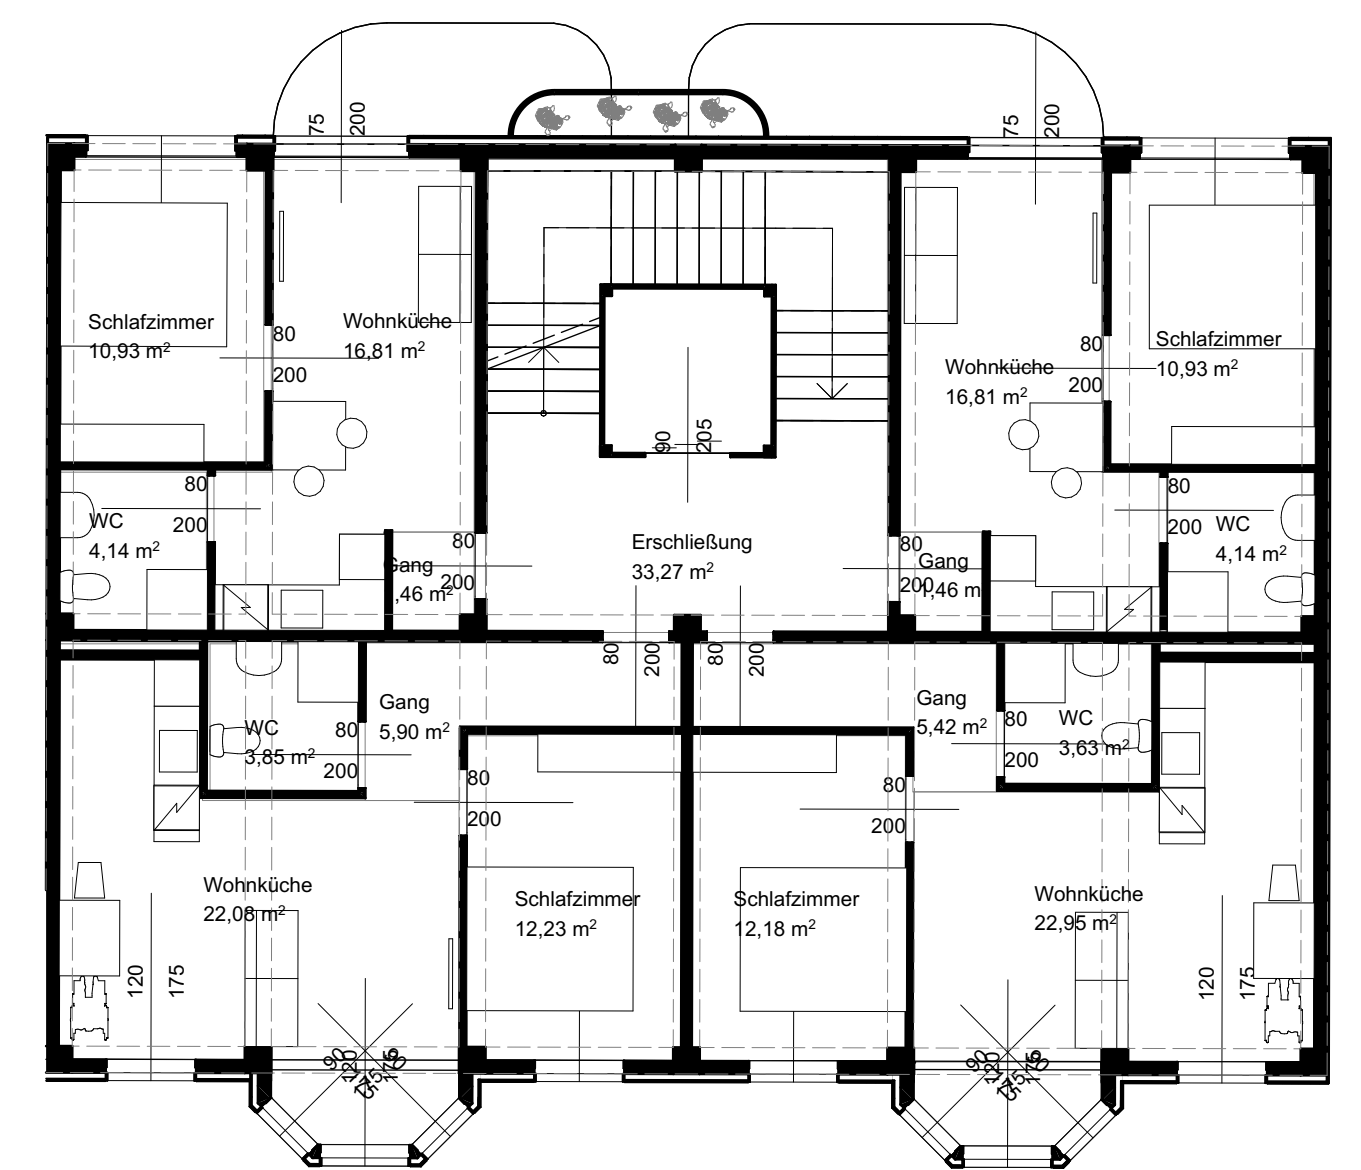 75
200
75
200
Schlafzimmer
10,93 m²
80
200
Wohnküche
16,81 m²
90
205
Wohnküche
16,81 m²
80
200
Schlafzimmer
10,93 m²
WC
4,14 m²
80
200
Gang
,46 m²
80
200
Erschließung
33,27 m²
80
200
Gang
1,46 m
80
200
WC
4,14 m²
80
200
80
200
WC
3,85 m²
80
200
Gang
5,90 m²
80
200
Gang
5,42 m²
80
200
WC
3,63 m²
80
200
Wohnküche
22,08 m²
Schlafzimmer
12,23 m²
Schlafzimmer
12,18 m²
Wohnküche
22,95 m²
120
175
120
175
90
120
175
90
120
175